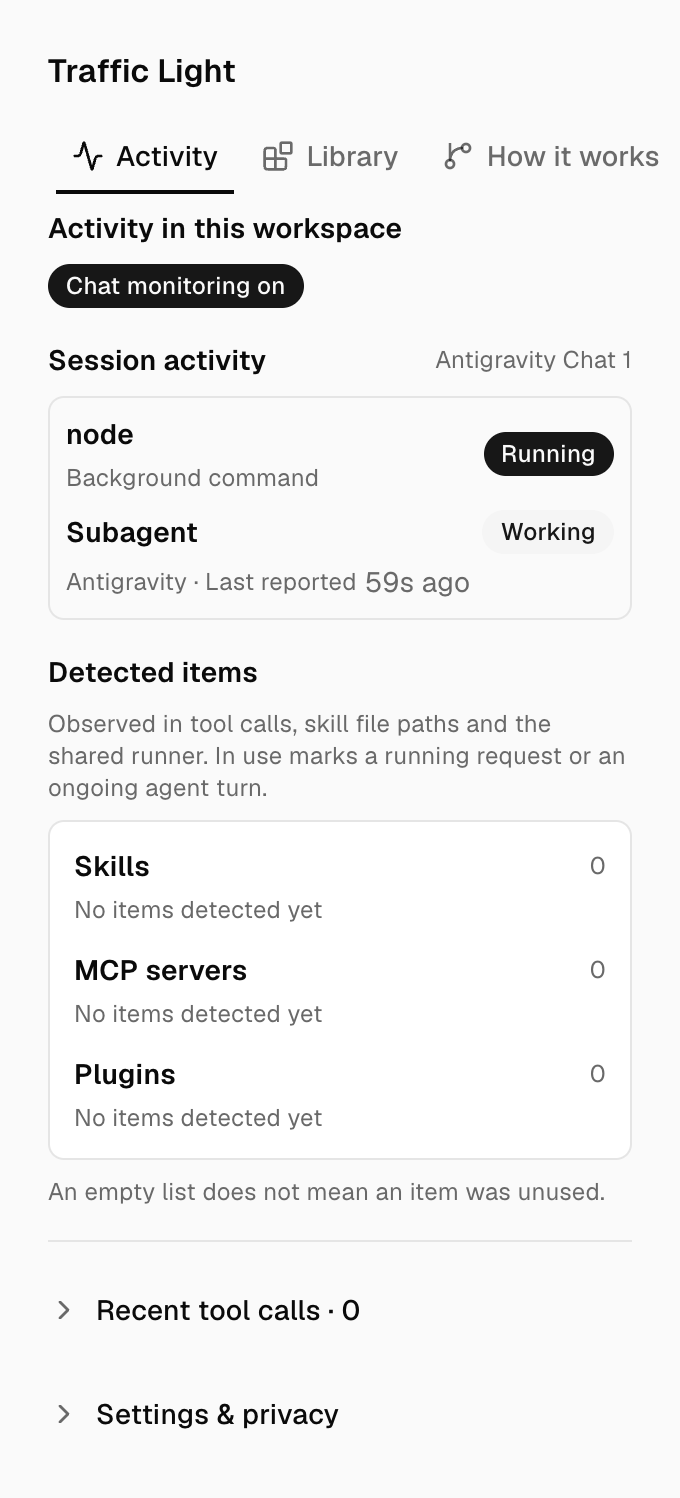 Traffic Light
Activity
Library
How it works
Activity in this workspace
Chat monitoring on
Session activity
Antigravity Chat 1
node
Background command
Running
Subagent
Working
Antigravity · Last reported 59s ago
Detected items
Observed in tool calls, skill file paths and the
shared runner. In use marks a running request or an
ongoing agent turn.
Skills
0
No items detected yet
MCP servers
0
No items detected yet
Plugins
0
No items detected yet
An empty list does not mean an item was unused.
Recent tool calls · 0
Settings & privacy